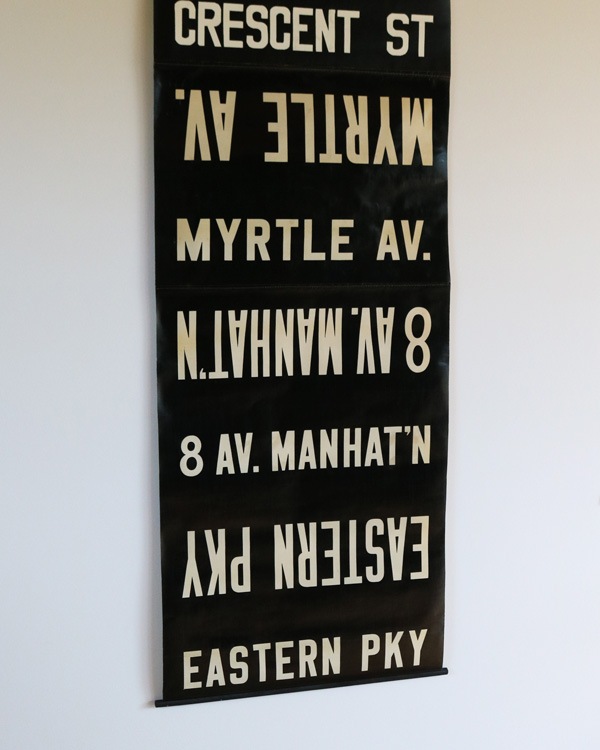 CRESCENT ST
MYRTLE AV.
MYRTLE AV.
8 AV. MANHAT'N
8 AV. MANHAT'N
EASTERN PKY
EASTERN PKY